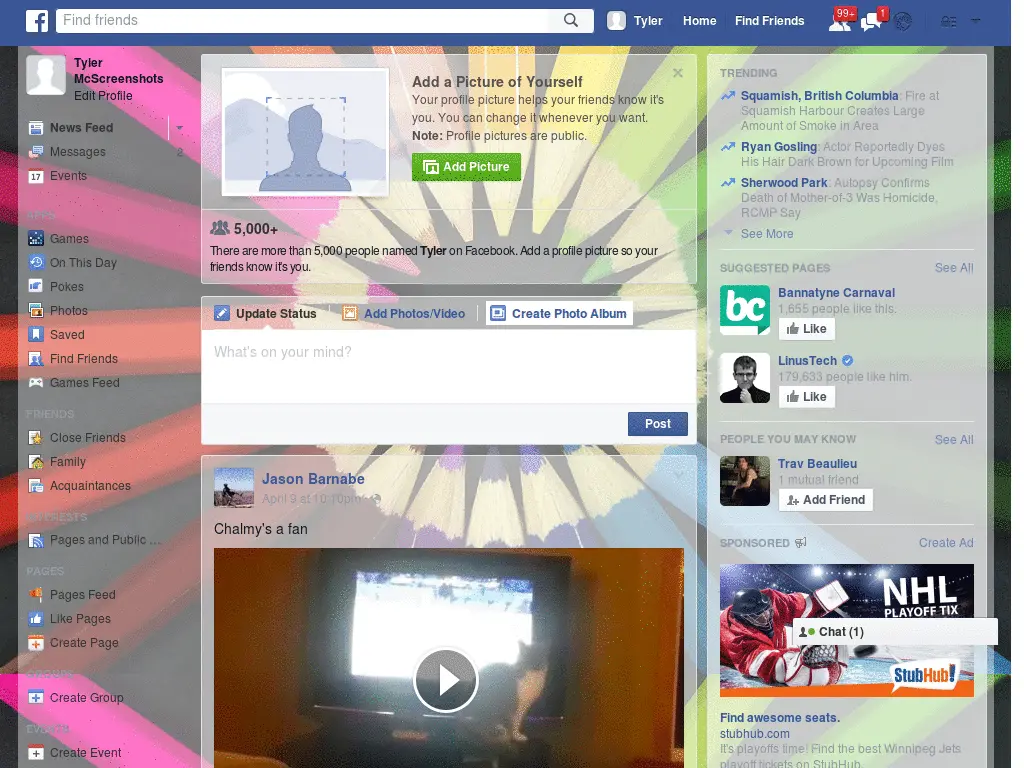 Find friends
Tyler
Home
Find Friends
99+
1
Tyler
McScreenshots
Edit Profile
News Feed
Messages
2
Events
17
APPS
Games
On This Day
Pokes
Photos
Saved
Find Friends
Games Feed
FRIENDS
Close Friends
Family
Acquaintances
INTERESTS
Pages and Public ...
PAGES
Pages Feed
Like Pages
Create Page
GROUPS
Create Group
EVENTS
Create Event
Add a Picture of Yourself
Your profile picture helps your friends know it's
you. You can change it whenever you want.
Note: Profile pictures are public.
Add Picture
5,000+
There are more than 5,000 people named Tyler on Facebook. Add a profile picture so your
friends know it's you.
Update Status
Add Photos/Video
Create Photo Album
What's on your mind?
Post
Jason Barnabe
April 9 at 10:10pm
Chalmy's a fan
TRENDING
Squamish, British Columbia: Fire at
Squamish Harbour Creates Large
Amount of Smoke in Area
Ryan Gosling: Actor Reportedly Dyes
His Hair Dark Brown for Upcoming Film
Sherwood Park: Autopsy Confirms
Death of Mother-of-3 Was Homicide,
RCMP Say
See More
SUGGESTED PAGES
See All
bc
Bannatyne Carnaval
1,655 people like this.
Like
LinusTech
179,633 people like him.
Like
PEOPLE YOU MAY KNOW
See All
Trav Beaulieu
1 mutual friend
Add Friend
SPONSORED
Create Ad
NHL
PLAYOFF TIX
Chat (1)
StubHub!
Find awesome seats.
stubhub.com
It's playoffs time! Find the best Winnipeg Jets
playoff tickets on StubHub.